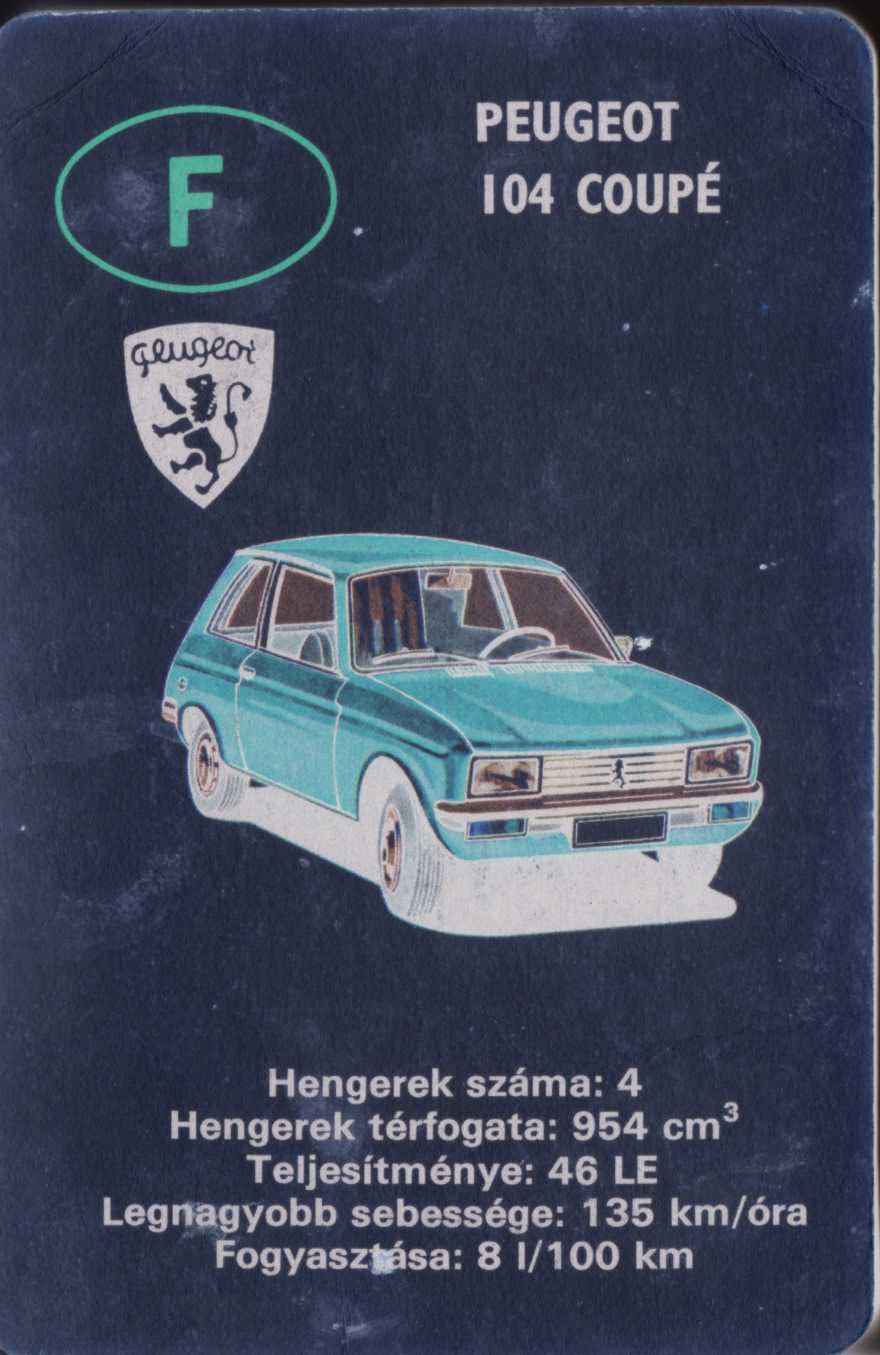 F
PEUGEOT
104 COUPÉ
peugeot
Hengerek száma: 4
Hengerek térfogata: 954 cm³
Teljesítménye: 46 LE
Legnagyobb sebessége: 135 km/óra
Fogyasztása: 8 l/100 km